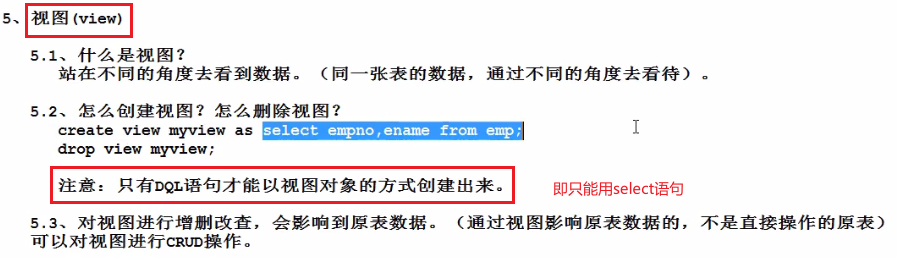 5、视图(view)
5.1、什么是视图？
站在不同的角度去看到数据。（同一张表的数据，通过不同的角度去看待）。
5.2、怎么创建视图？怎么删除视图？
create view myview as select empno,ename from emp;
drop view myview;
注意：只有DQL语句才能以视图对象的方式创建出来。
即只能用select语句
5.3、对视图进行增删改查，会影响到原表数据。（通过视图影响原表数据的，不是直接操作的原表）
可以对视图进行CRUD操作。